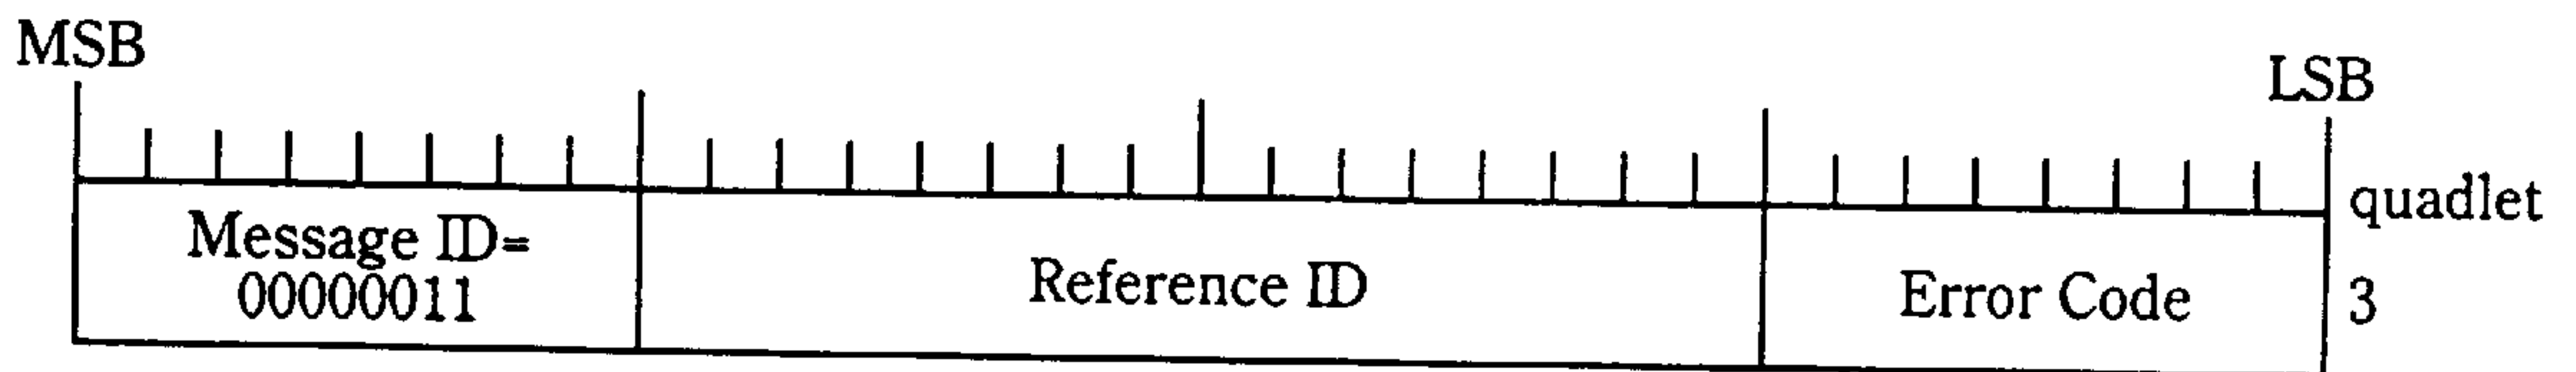 MSB
LSB
quadlet
Message ID=
00000011
Reference ID
Error Code
3